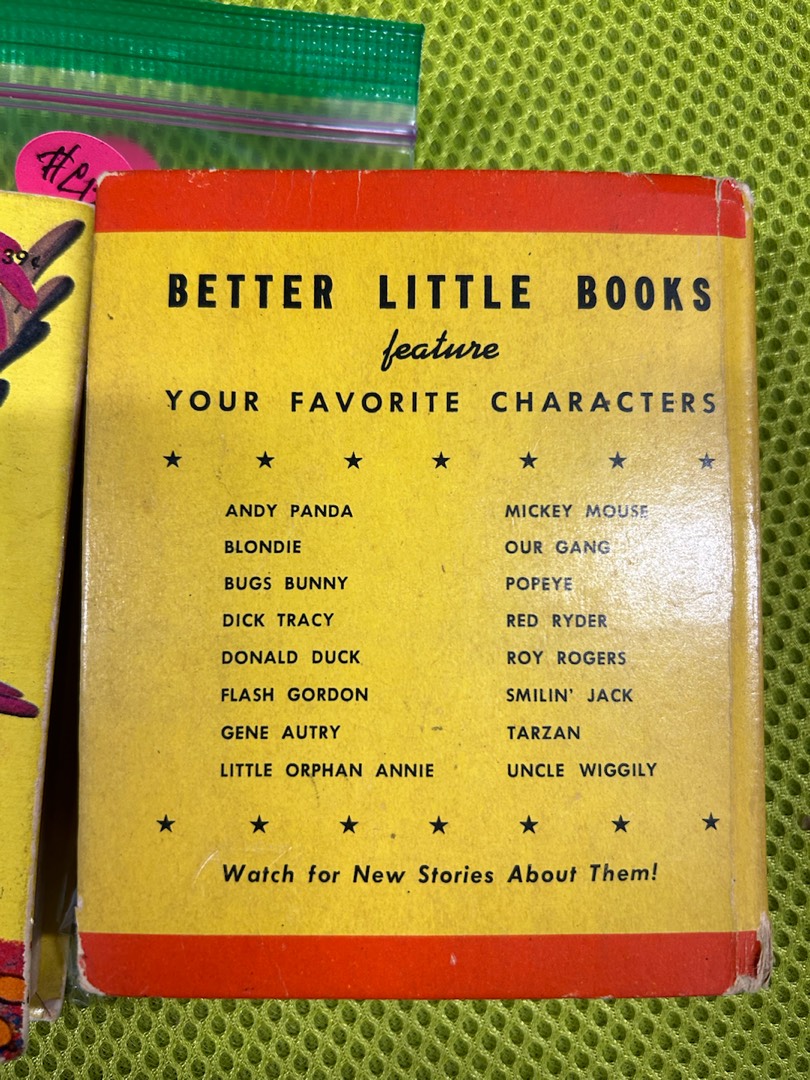 39¢
BETTER LITTLE BOOKS
feature
YOUR FAVORITE CHARACTERS
ANDY PANDA
BLONDIE
BUGS BUNNY
DICK TRACY
DONALD DUCK
FLASH GORDON
GENE AUTRY
LITTLE ORPHAN ANNIE
MICKEY MOUSE
OUR GANG
POPEYE
RED RYDER
ROY ROGERS
SMILIN' JACK
TARZAN
UNCLE WIGGILY
Watch for New Stories About Them!